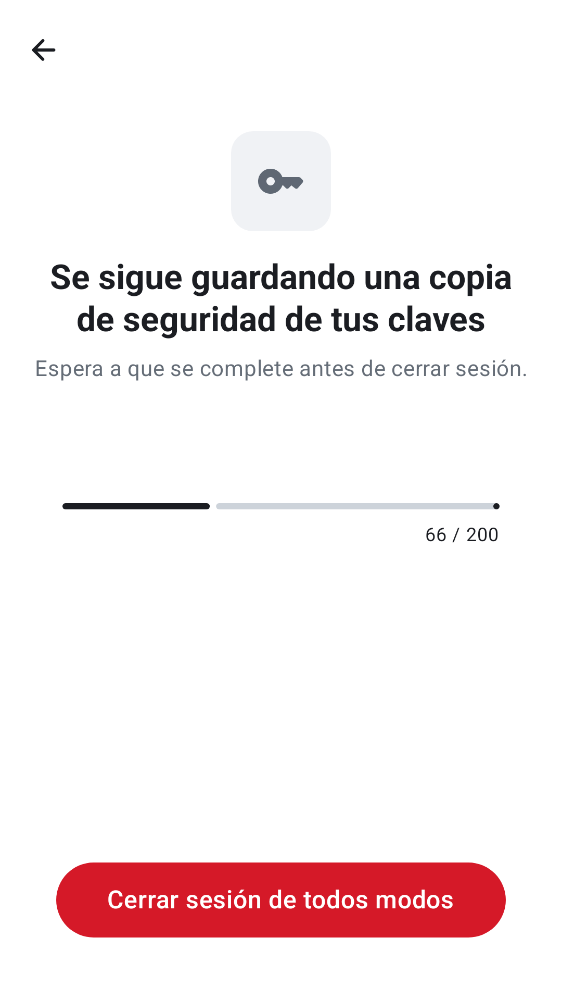 Se sigue guardando una copia
de seguridad de tus claves
Espera a que se complete antes de cerrar sesión.
66 / 200
Cerrar sesión de todos modos